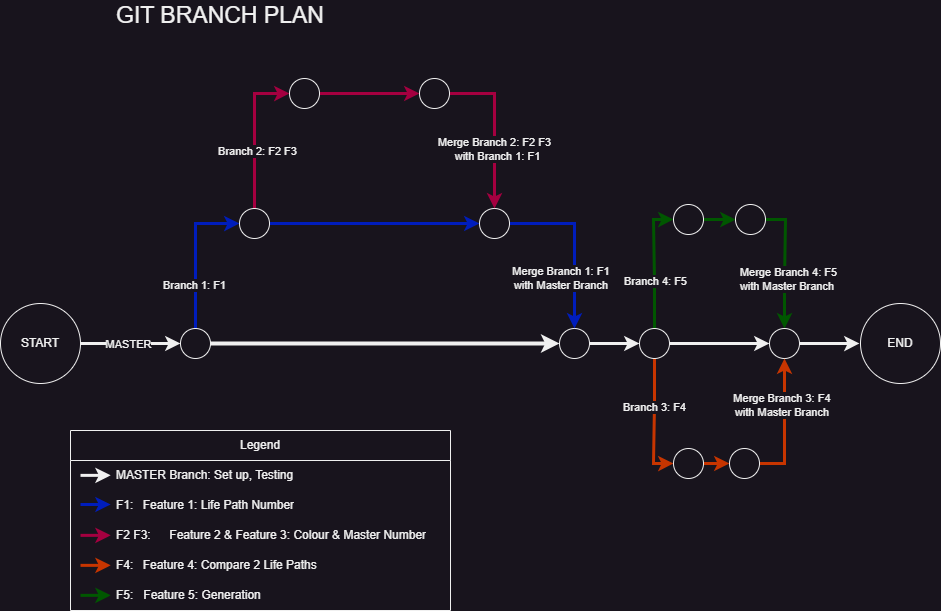 GIT BRANCH PLAN
Branch 2: F2 F3
Merge Branch 2: F2 F3
with Branch 1: F1
Branch 1: F1
Merge Branch 1: F1
with Master Branch
Branch 4: F5
Merge Branch 4: F5
with Master Branch
START
MASTER
END
Branch 3: F4
Merge Branch 3: F4
with Master Branch
Legend
MASTER Branch: Set up, Testing
F1: Feature 1: Life Path Number
F2 F3: Feature 2 & Feature 3: Colour & Master Number
F4: Feature 4: Compare 2 Life Paths
F5: Feature 5: Generation